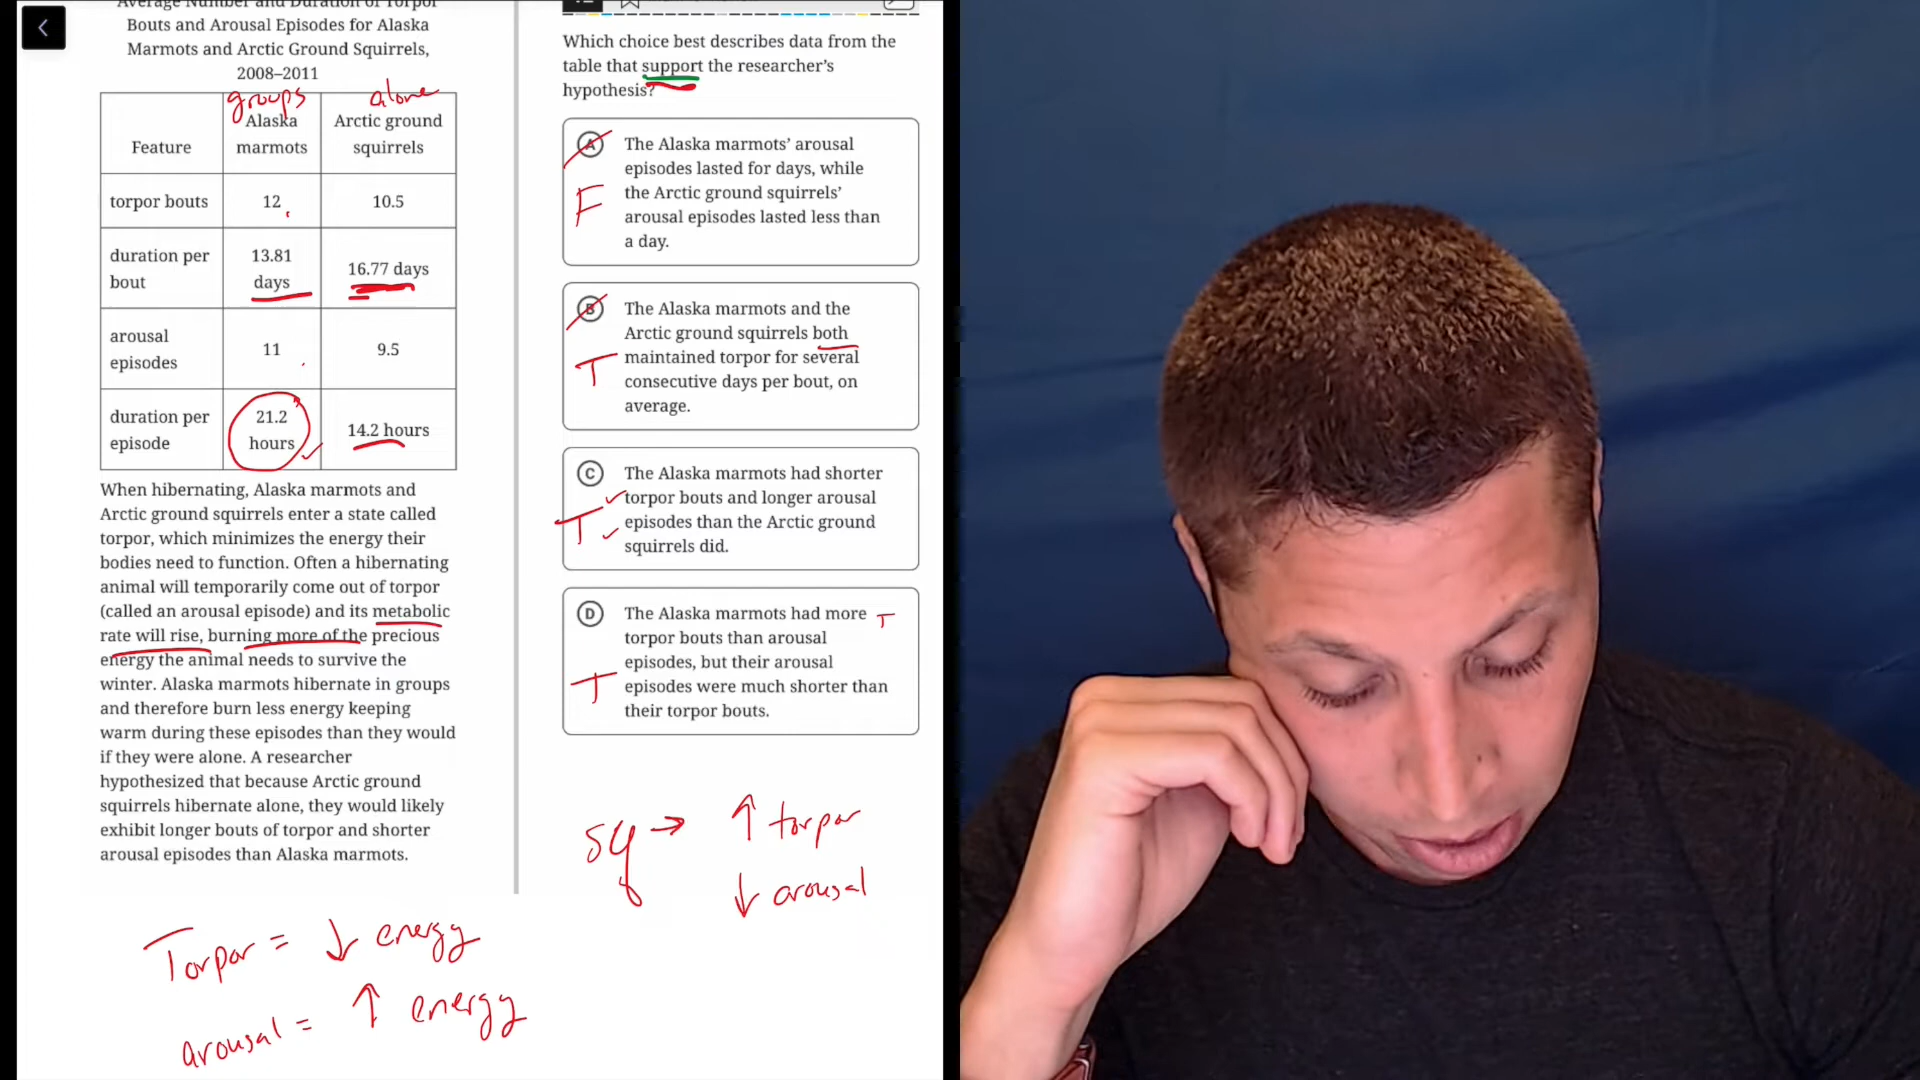 Average Number and Duration of Torpor
Bouts and Arousal Episodes for Alaska
Marmots and Arctic Ground Squirrels,
2008–2011
groups
alone
Feature
Alaska
marmots
Arctic ground
squirrels
torpor bouts
12
10.5
duration per
bout
13.81
days
16.77 days
arousal
episodes
11
9.5
duration per
episode
21.2
hours
14.2 hours
When hibernating, Alaska marmots and
Arctic ground squirrels enter a state called
torpor, which minimizes the energy their
bodies need to function. Often a hibernating
animal will temporarily come out of torpor
(called an arousal episode) and its metabolic
rate will rise, burning more of the precious
energy the animal needs to survive the
winter. Alaska marmots hibernate in groups
and therefore burn less energy keeping
warm during these episodes than they would
if they were alone. A researcher
hypothesized that because Arctic ground
squirrels hibernate alone, they would likely
exhibit longer bouts of torpor and shorter
arousal episodes than Alaska marmots.
Torpor = ↓ energy
arousal = ↑ energy
Which choice best describes data from the
table that support the researcher's
hypothesis?
A
The Alaska marmots' arousal
episodes lasted for days, while
the Arctic ground squirrels'
arousal episodes lasted less than
a day.
F
B
The Alaska marmots and the
Arctic ground squirrels both
maintained torpor for several
consecutive days per bout, on
average.
T
C
The Alaska marmots had shorter
torpor bouts and longer arousal
episodes than the Arctic ground
squirrels did.
T
D
The Alaska marmots had more T
torpor bouts than arousal
episodes, but their arousal
episodes were much shorter than
their torpor bouts.
T
sq → ↑ torpor
↓ arousal